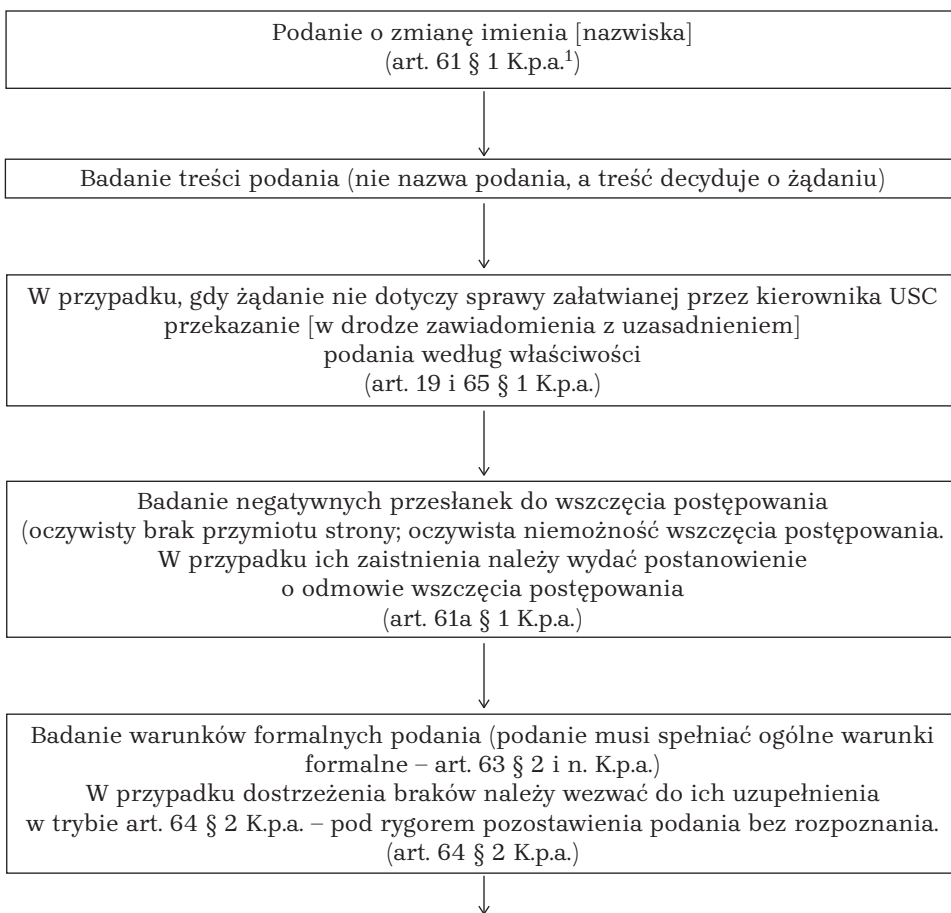 Podanie o zmianę imienia [nazwiska]
(art. 61 § 1 K.p.a.¹)
Badanie treści podania (nie nazwa podania, a treść decyduje o żądaniu)
W przypadku, gdy żądanie nie dotyczy sprawy załatwianej przez kierownika USC
przekazanie [w drodze zawiadomienia z uzasadnieniem]
podania według właściwości
(art. 19 i 65 § 1 K.p.a.)
Badanie negatywnych przesłanek do wszczęcia postępowania
(oczywisty brak przymiotu strony; oczywista niemożność wszczęcia postępowania.
W przypadku ich zaistnienia należy wydać postanowienie
o odmowie wszczęcia postępowania
(art. 61a § 1 K.p.a.)
Badanie warunków formalnych podania (podanie musi spełniać ogólne warunki
formalne – art. 63 § 2 i n. K.p.a.)
W przypadku dostrzeżenia braków należy wezwać do ich uzupełnienia
w trybie art. 64 § 2 K.p.a. – pod rygorem pozostawienia podania bez rozpoznania.
(art. 64 § 2 K.p.a.)